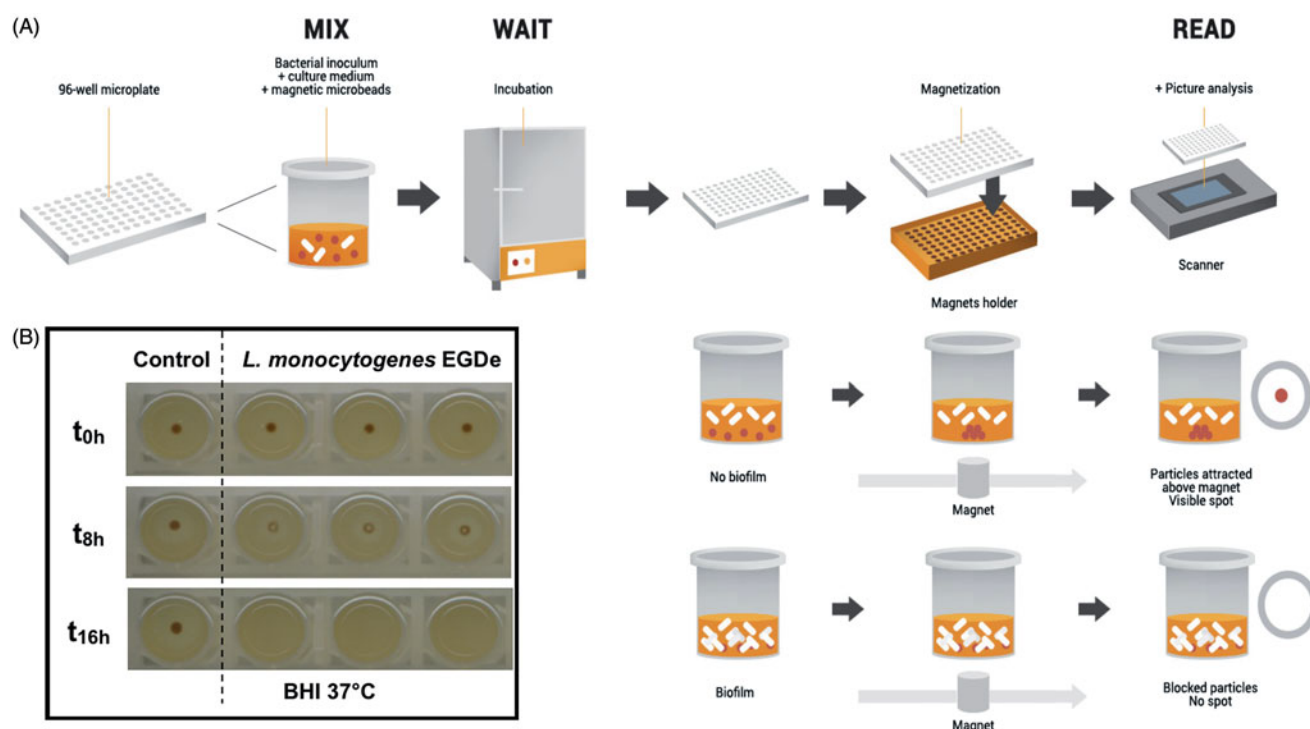 (A)
MIX
WAIT
READ
96-well microplate
Bacterial inoculum
+ culture medium
+ magnetic microbeads
Incubation
Magnetization
+ Picture analysis
Magnets holder
Scanner
No biofilm
Magnet
Particles attracted
above magnet
Visible spot
Biofilm
Magnet
Blocked particles
No spot
(B)
Control
L. monocytogenes EGDe
t0h
t8h
t16h
BHI 37°C